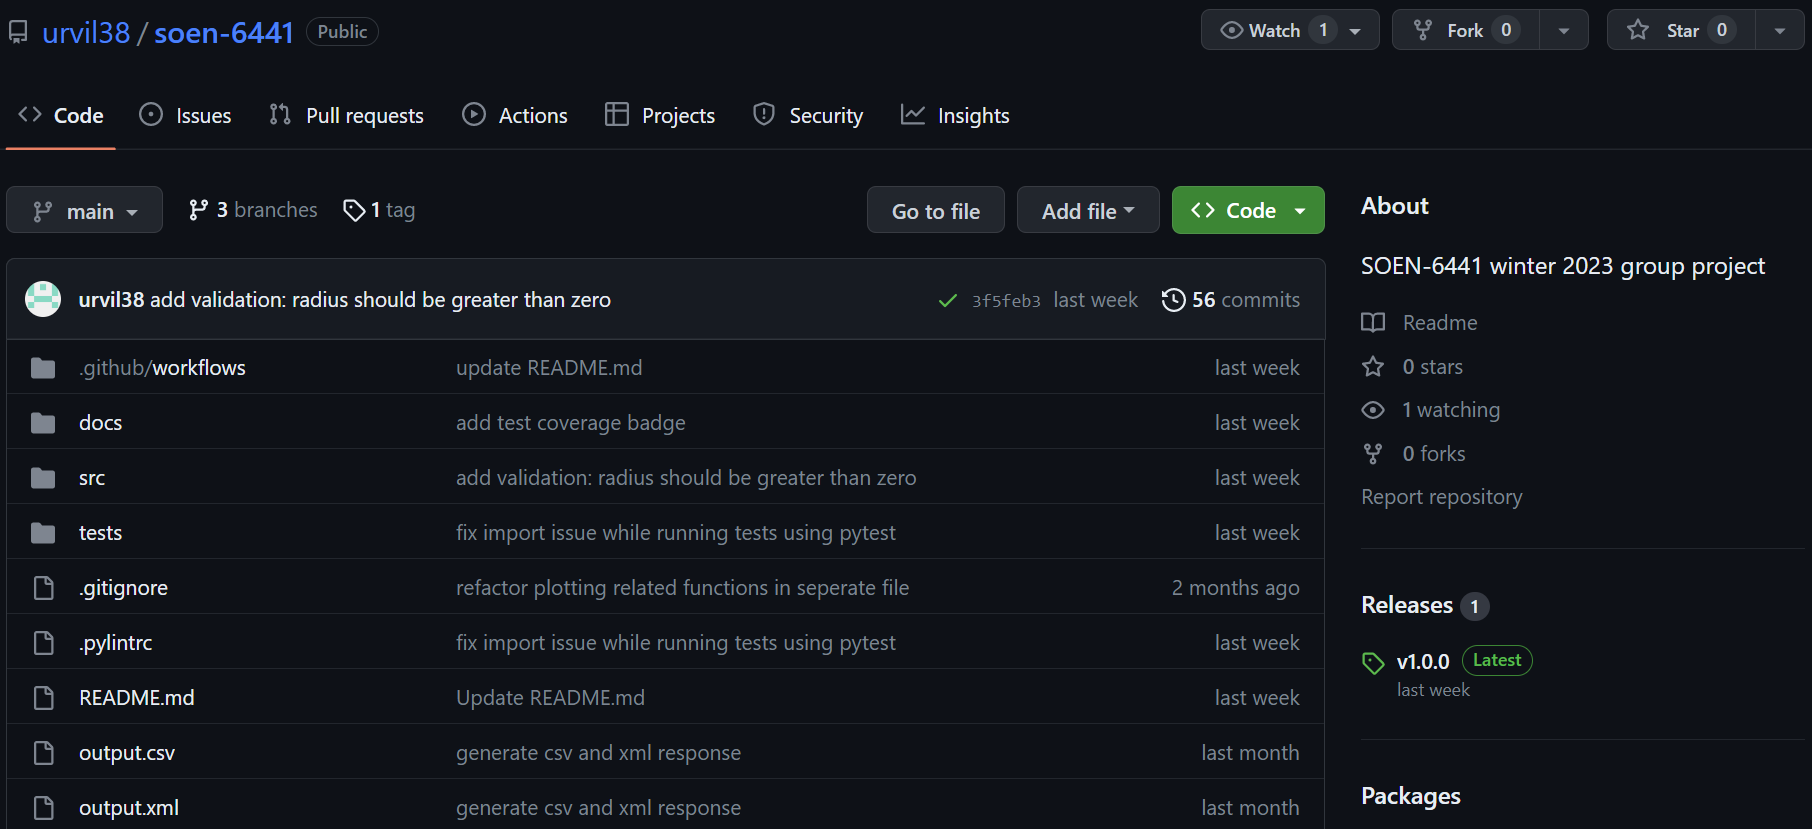 urvil38 / soen-6441 Public Watch 1 Fork 0 Star 0
Code Issues Pull requests Actions Projects Security Insights
main 3 branches 1 tag Go to file Add file Code
urvil38 add validation: radius should be greater than zero 3f5feb3 last week 56 commits
.github/workflows update README.md last week
docs add test coverage badge last week
src add validation: radius should be greater than zero last week
tests fix import issue while running tests using pytest last week
.gitignore refactor plotting related functions in seperate file 2 months ago
.pylintrc fix import issue while running tests using pytest last week
README.md Update README.md last week
output.csv generate csv and xml response last month
output.xml generate csv and xml response last month
About
SOEN-6441 winter 2023 group project
Readme
0 stars
1 watching
0 forks
Report repository
Releases 1
v1.0.0 Latest
last week
Packages